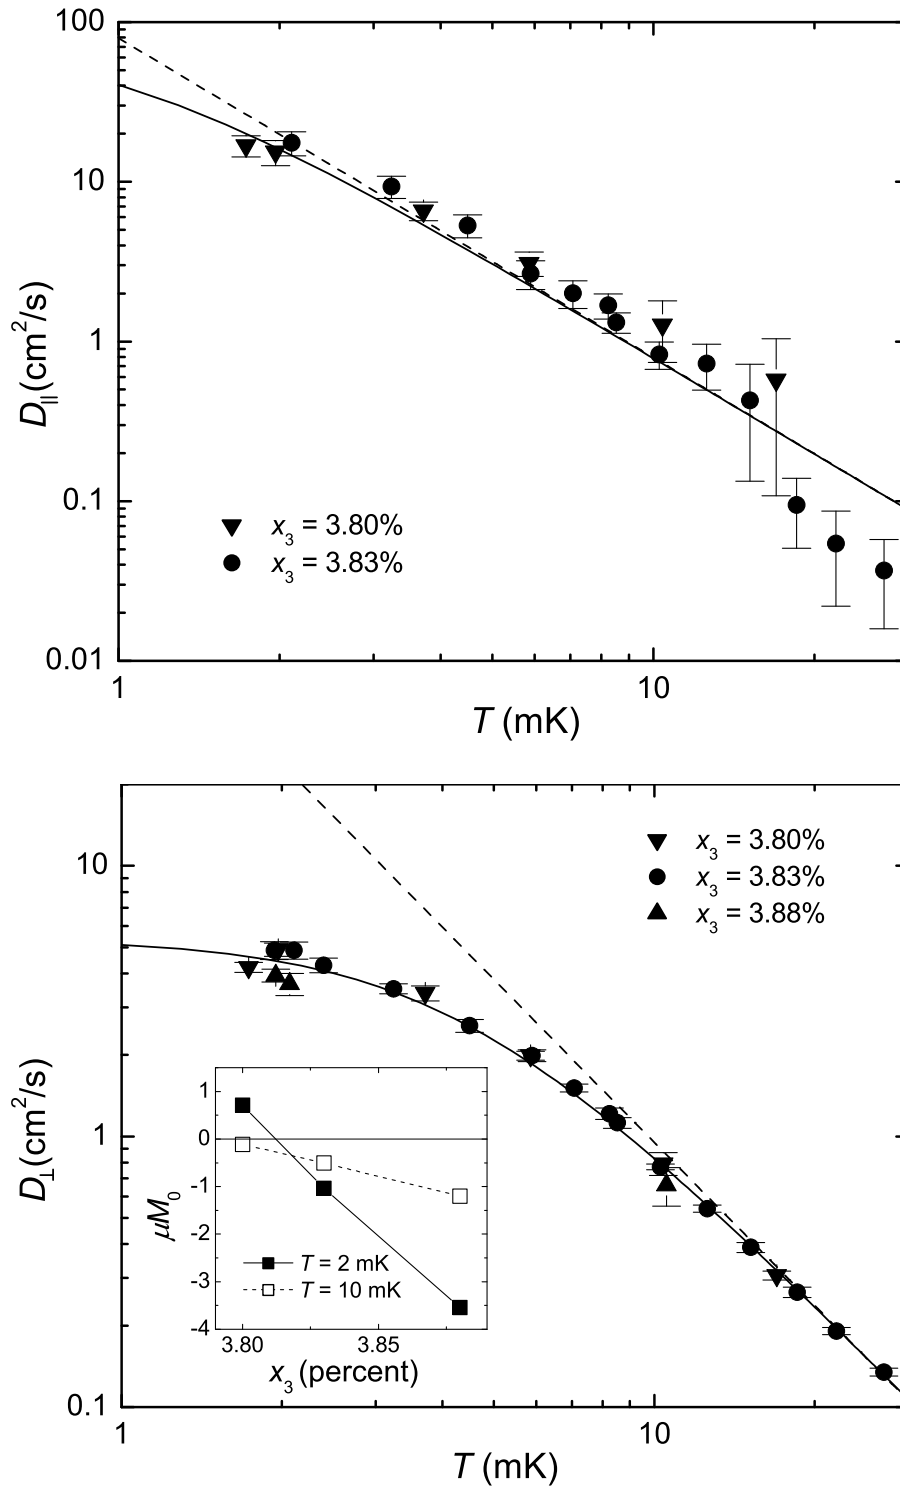 100
10
1
0.1
0.01
D∥(cm²/s)
x₃ = 3.80%
x₃ = 3.83%
1 10
T (mK)
10
1
0.1
D⊥(cm²/s)
x₃ = 3.80%
x₃ = 3.83%
x₃ = 3.88%
1
0
-1
-2
-3
-4
μM₀
T = 2 mK
T = 10 mK
3.80 3.85
x₃ (percent)
1 10
T (mK)